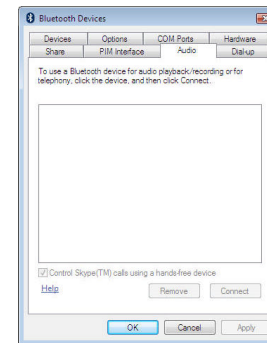 Bluetooth Devices
Devices Options COM Ports Hardware
Share PIM Interface Audio Dial-up
To use a Bluetooth device for audio playback/recording or for
telephony, click the device, and then click Connect.
Control Skype(TM) calls using a hands-free device
Help Remove Connect
OK Cancel Apply